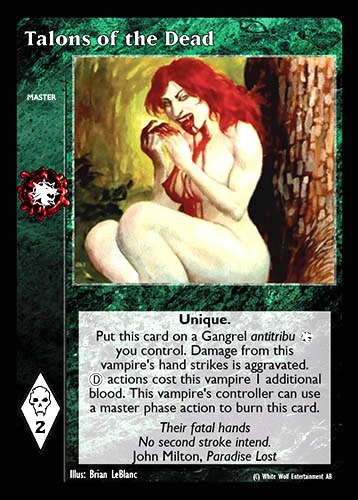 Talons of the Dead
MASTER
Unique.
Put this card on a Gangrel antitribu
you control. Damage from this
vampire's hand strikes is aggravated.
Ⓓ actions cost this vampire 1 additional
blood. This vampire's controller can use
a master phase action to burn this card.
Their fatal hands
No second stroke intend.
John Milton, Paradise Lost
2
Illus: Brian LeBlanc
(C) White Wolf Entertainment AB